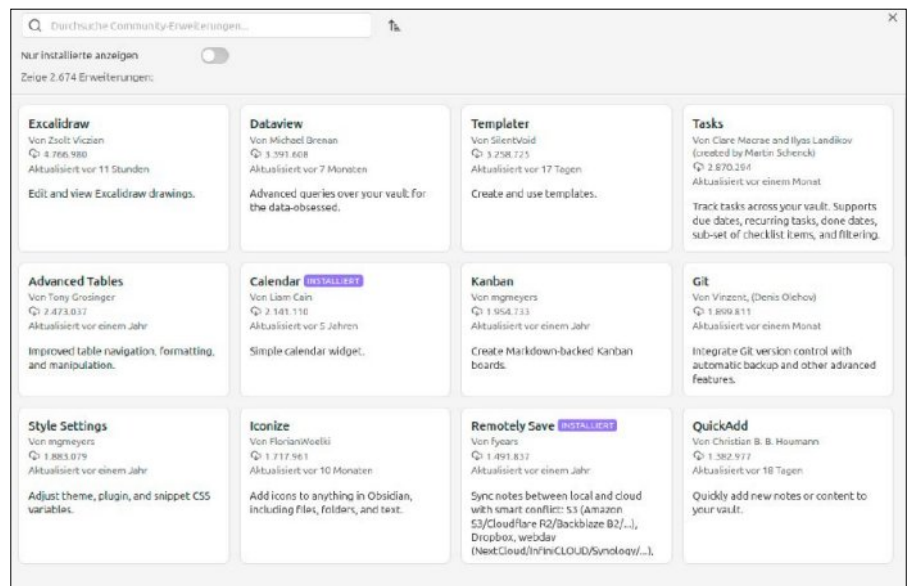 Durchsuche Community-Erweiterungen...
Nur installierte anzeigen
Zeige 2.674 Erweiterungen:
Excalidraw
Von Zsolt Viczian
4.766.980
Aktualisiert vor 11 Stunden
Edit and view Excalidraw drawings.
Dataview
Von Michael Brenan
3.391.608
Aktualisiert vor 7 Monaten
Advanced queries over your vault for
the data-obsessed.
Templater
Von SilentVoid
3.258.725
Aktualisiert vor 17 Tagen
Create and use templates.
Tasks
Von Clare Macrae and Ilyas Landikov
(created by Martin Schenck)
2.870.294
Aktualisiert vor einem Monat
Track tasks across your vault. Supports
due dates, recurring tasks, done dates,
sub-set of checklist items, and filtering.
Advanced Tables
Von Tony Grosinger
2.473.037
Aktualisiert vor einem Jahr
Improved table navigation, formatting,
and manipulation.
Calendar INSTALLIERT
Von Liam Cain
2.141.110
Aktualisiert vor 5 Jahren
Simple calendar widget.
Kanban
Von mgmeyers
1.954.733
Aktualisiert vor einem Jahr
Create Markdown-backed Kanban
boards.
Git
Von Vinzent, (Denis Olehov)
1.899.811
Aktualisiert vor einem Monat
Integrate Git version control with
automatic backup and other advanced
features.
Style Settings
Von mgmeyers
1.883.079
Aktualisiert vor einem Jahr
Adjust theme, plugin, and snippet CSS
variables.
Iconize
Von FlorianWoelki
1.717.961
Aktualisiert vor 10 Monaten
Add icons to anything in Obsidian,
including files, folders, and text.
Remotely Save INSTALLIERT
Von fyears
1.491.837
Aktualisiert vor einem Jahr
Sync notes between local and cloud
with smart conflict: S3 (Amazon
S3/Cloudflare R2/Backblaze B2/...),
Dropbox, webdav
(NextCloud/InfiniCLOUD/Synology/...),
QuickAdd
Von Christian B. B. Houmann
1.382.977
Aktualisiert vor 18 Tagen
Quickly add new notes or content to
your vault.